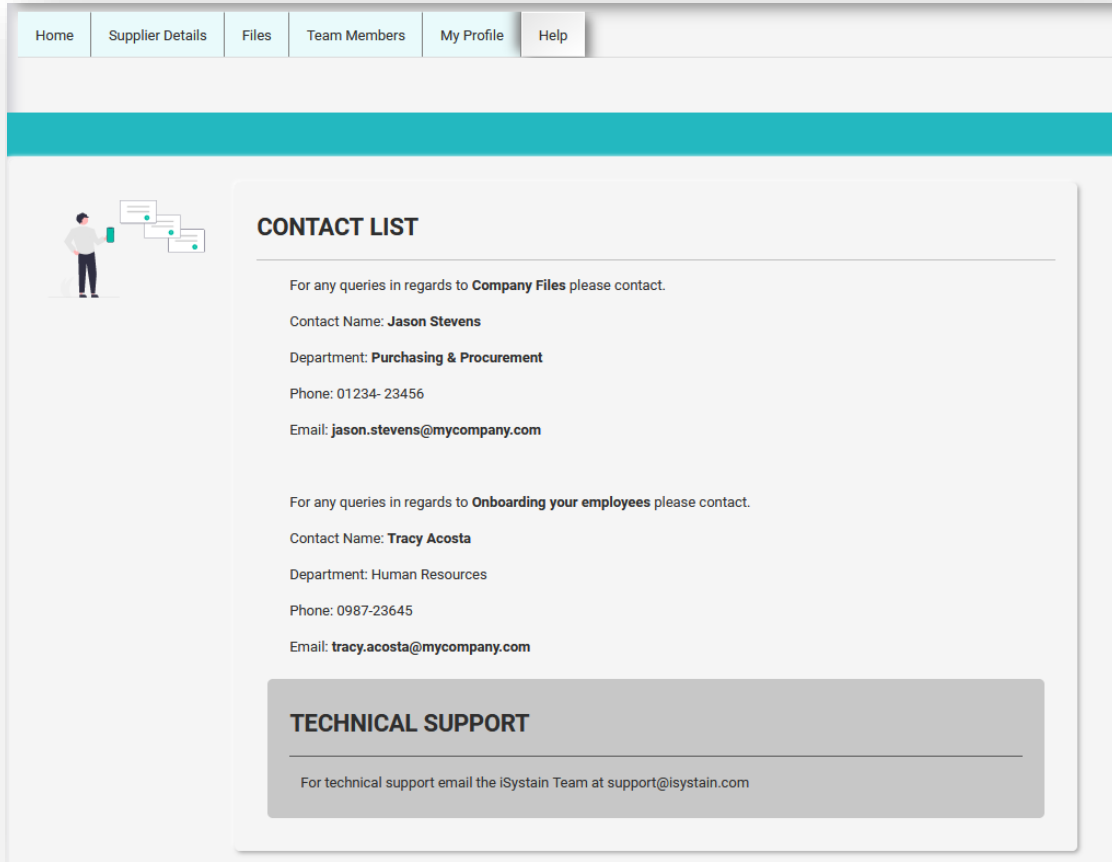 Home Supplier Details Files Team Members My Profile Help
CONTACT LIST
For any queries in regards to Company Files please contact.
Contact Name: Jason Stevens
Department: Purchasing & Procurement
Phone: 01234- 23456
Email: jason.stevens@mycompany.com
For any queries in regards to Onboarding your employees please contact.
Contact Name: Tracy Acosta
Department: Human Resources
Phone: 0987-23645
Email: tracy.acosta@mycompany.com
TECHNICAL SUPPORT
For technical support email the iSystain Team at support@isystain.com